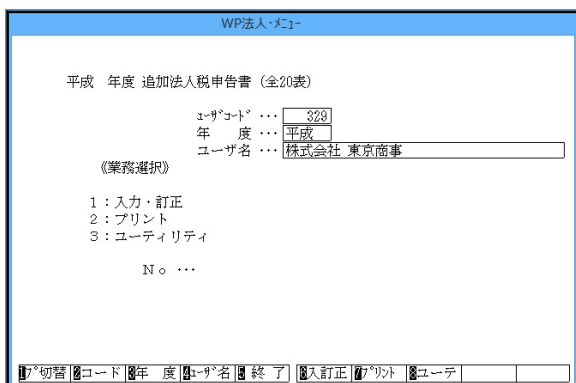 WP法人・ﾒﾆｭｰ
平成　年度 追加法人税申告書（全20表）
ﾕｰｻﾞｺｰﾄﾞ … 329
年　　度 … 平成
ユーザ名 … 株式会社 東京商事
《業務選択》
1：入力・訂正
2：プリント
3：ユーティリティ
Ｎｏ …
1ﾌﾟ切替 2コード 3年　度 4ﾕｰｻﾞ名 5終 了 6入訂正 7ﾌﾟﾘﾝﾄ 8ユーテ